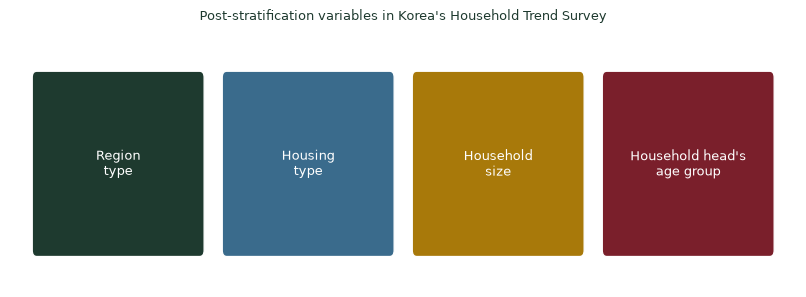 Post-stratification variables in Korea's Household Trend Survey
Region
type
Housing
type
Household
size
Household head's
age group